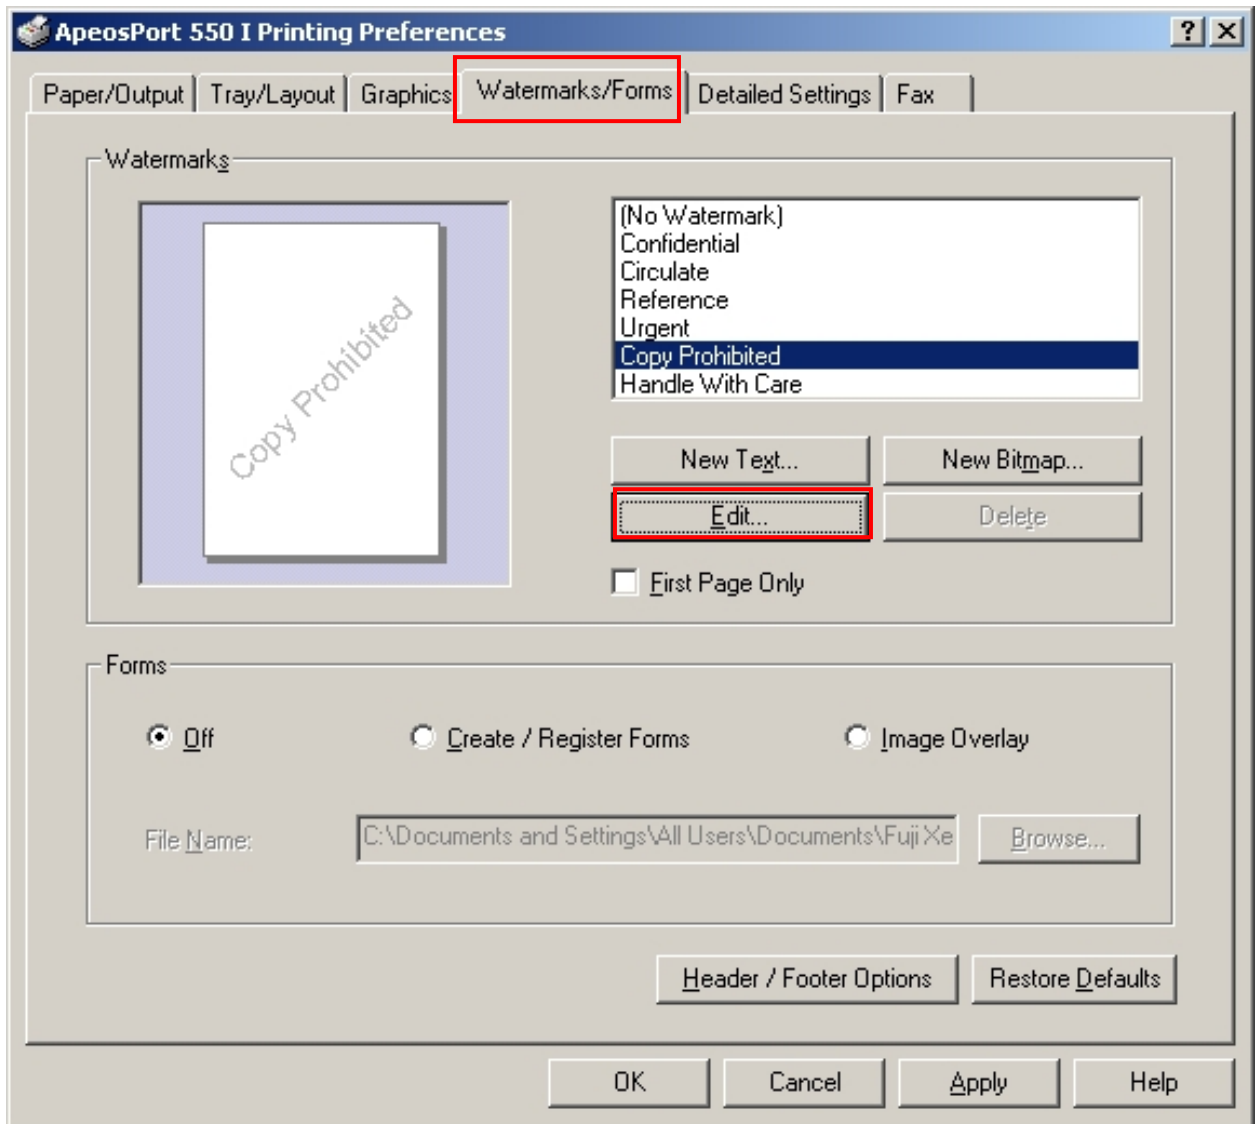 ApeosPort 550 I Printing Preferences
Paper/Output Tray/Layout Graphics Watermarks/Forms Detailed Settings Fax
Watermarks
Copy Prohibited
(No Watermark)
Confidential
Circulate
Reference
Urgent
Copy Prohibited
Handle With Care
New Text... New Bitmap...
Edit... Delete
First Page Only
Forms
Off Create / Register Forms Image Overlay
File Name: C:\Documents and Settings\All Users\Documents\Fuji Xe Browse...
Header / Footer Options Restore Defaults
OK Cancel Apply Help